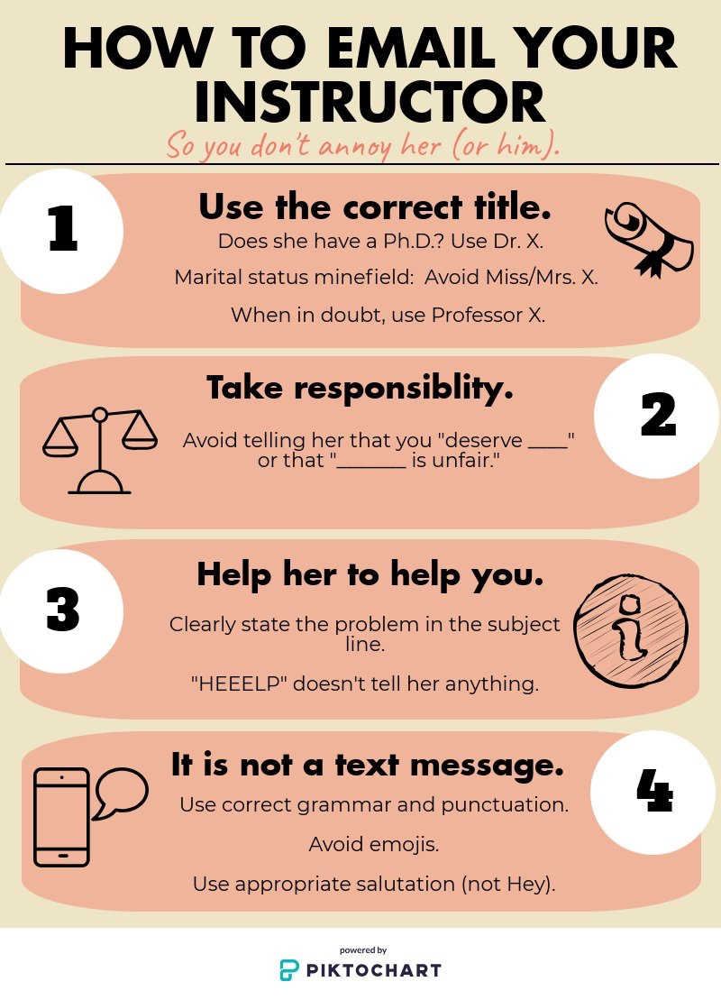 HOW TO EMAIL YOUR
INSTRUCTOR
So you don't annoy her (or him).
1
Use the correct title.
Does she have a Ph.D.? Use Dr. X.
Marital status minefield:  Avoid Miss/Mrs. X.
When in doubt, use Professor X.
2
Take responsiblity.
Avoid telling her that you "deserve ____"
or that "_______ is unfair."
3
Help her to help you.
Clearly state the problem in the subject
line.
"HEEELP" doesn't tell her anything.
4
It is not a text message.
Use correct grammar and punctuation.
Avoid emojis.
Use appropriate salutation (not Hey).
powered by
PIKTOCHART